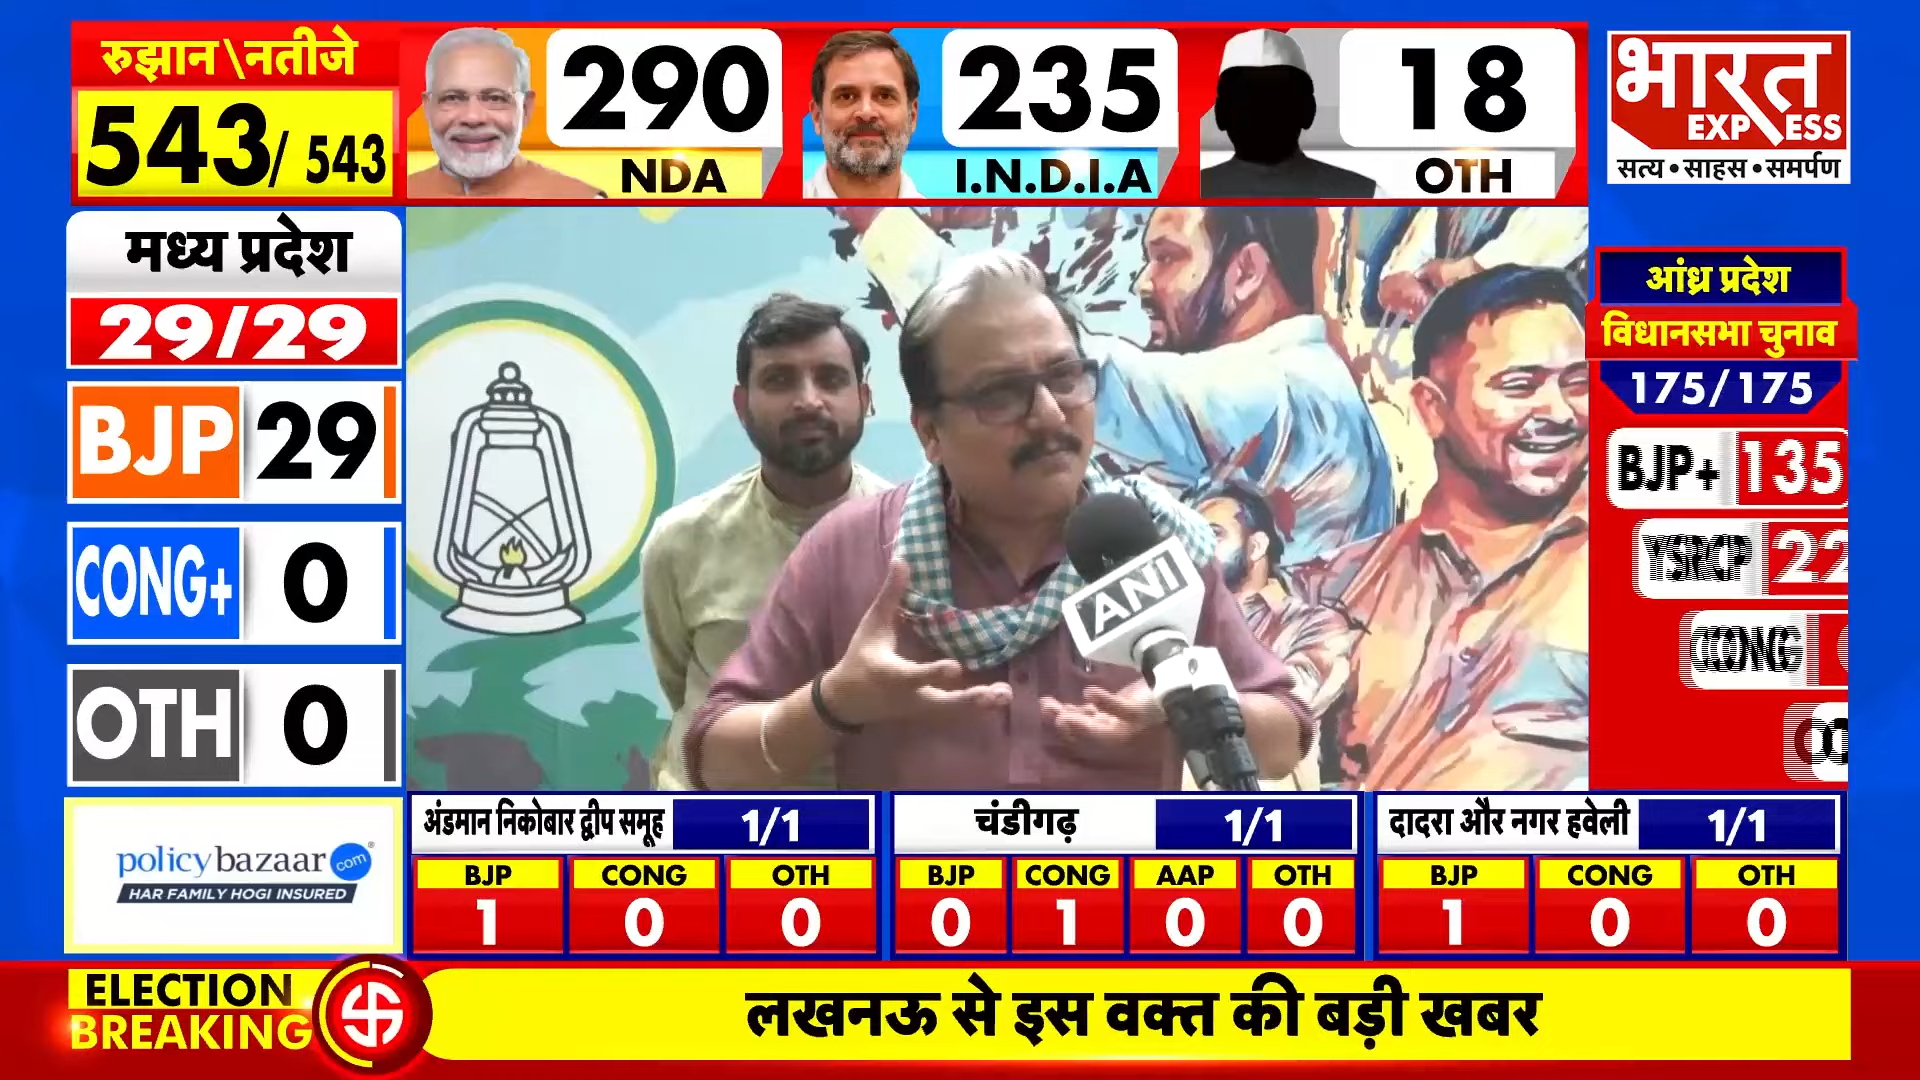 रुझान\नतीजे
543/ 543
290
NDA
235
I.N.D.I.A
18
OTH
भारत
EXPRESS
सत्य • साहस • समर्पण
मध्य प्रदेश
29/29
BJP 29
CONG+ 0
OTH 0
policybazaar.com
HAR FAMILY HOGI INSURED
ANI
आंध्र प्रदेश
विधानसभा चुनाव
175/175
BJP+ 135
YSRCP 22
CONG
अंडमान निकोबार द्वीप समूह 1/1
BJP CONG OTH
1 0 0
चंडीगढ़ 1/1
BJP CONG AAP OTH
0 1 0 0
दादरा और नगर हवेली 1/1
BJP CONG OTH
1 0 0
ELECTION
BREAKING
लखनऊ से इस वक्त की बड़ी खबर